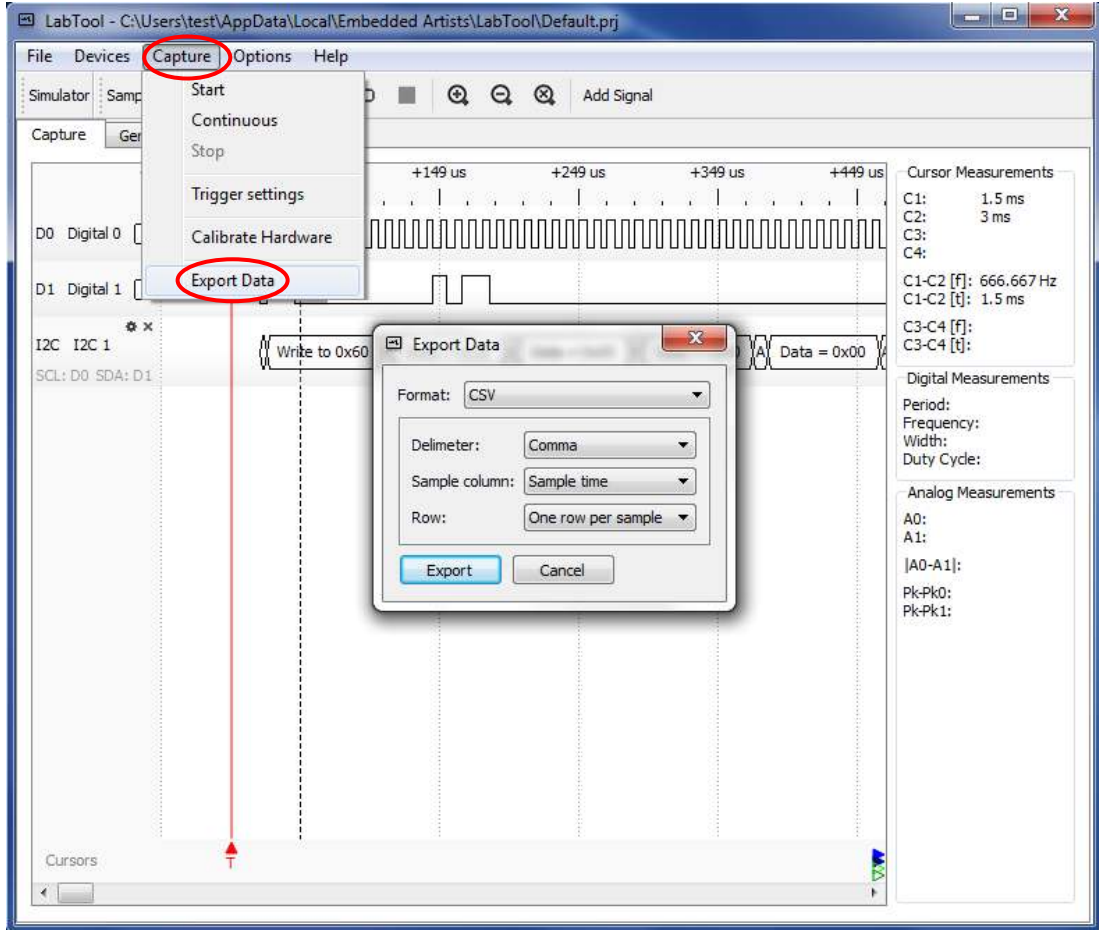 LabTool - C:\Users\test\AppData\Local\Embedded Artists\LabTool\Default.prj
File Devices Capture Options Help
Simulator Add Signal
Start
Continuous
Stop
Trigger settings
Calibrate Hardware
Export Data
Capture
+149 us +249 us +349 us +449 us
D0 Digital 0
D1 Digital 1
I2C I2C 1
SCL: D0 SDA: D1
Write to 0x60
A Data = 0x00
Export Data
Format: CSV
Delimeter: Comma
Sample column: Sample time
Row: One row per sample
Export Cancel
Cursors
T
Cursor Measurements
C1: 1.5 ms
C2: 3 ms
C3:
C4:
C1-C2 [f]: 666.667 Hz
C1-C2 [t]: 1.5 ms
C3-C4 [f]:
C3-C4 [t]:
Digital Measurements
Period:
Frequency:
Width:
Duty Cycle:
Analog Measurements
A0:
A1:
|A0-A1|:
Pk-Pk0:
Pk-Pk1: